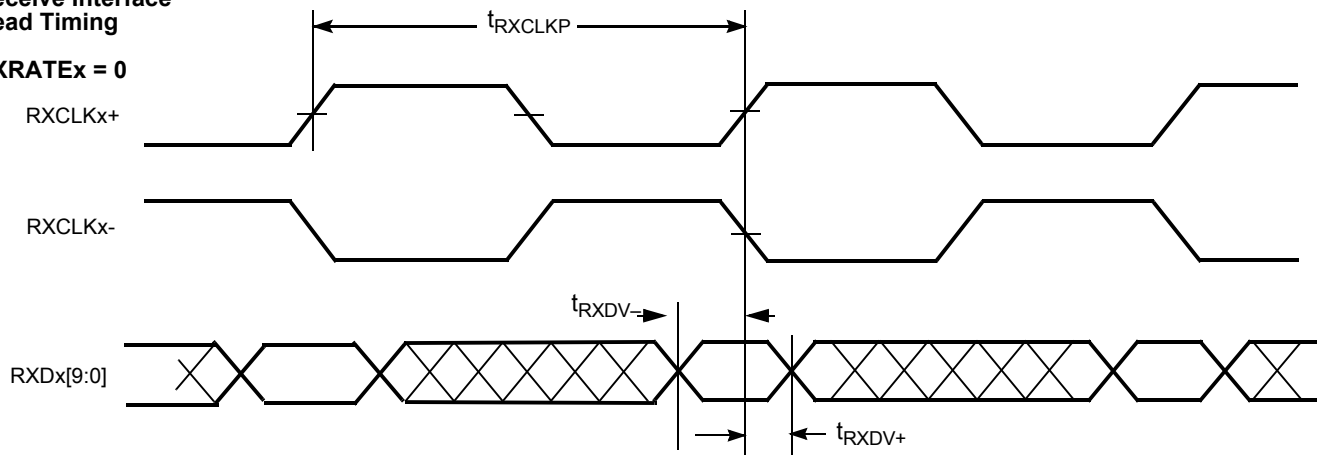 eceive Interface
ead Timing
XRATEx = 0
tRXCLKP
RXCLKx+
RXCLKx-
tRXDV–
RXDx[9:0]
tRXDV+